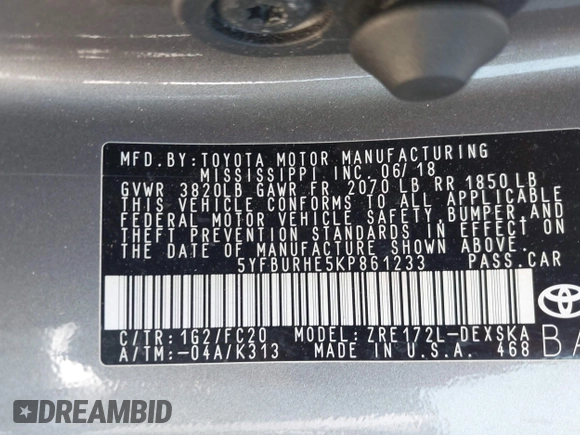 MFD.BY: TOYOTA MOTOR MANUFACTURING
MISSISSIPPI INC. 06/18
GVWR 3820LB GAWR FR 2070 LB RR 1850 LB
THIS VEHICLE CONFORMS TO ALL APPLICABLE
FEDERAL MOTOR VEHICLE SAFETY, BUMPER, AND
THEFT PREVENTION STANDARDS IN EFFECT ON
THE DATE OF MANUFACTURE SHOWN ABOVE.
5YFBURHE5KP861233 PASS.CAR
C/TR: 1G2/FC20 MODEL: ZRE172L-DEXSKA
A/TM: -04A/K313 MADE IN U.S.A. 468
DREAMBID